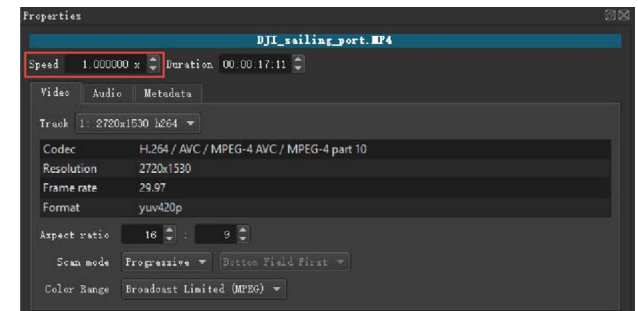 Properties
DJI_sailing_port.MP4
Speed 1.000000 x Duration 00:00:17:11
Video Audio Metadata
Track 1: 2720x1530 h264
Codec H.264 / AVC / MPEG-4 AVC / MPEG-4 part 10
Resolution 2720x1530
Frame rate 29.97
Format yuv420p
Aspect ratio 16 : 9
Scan mode Progressive Bottom Field First
Color Range Broadcast Limited (MPEG)